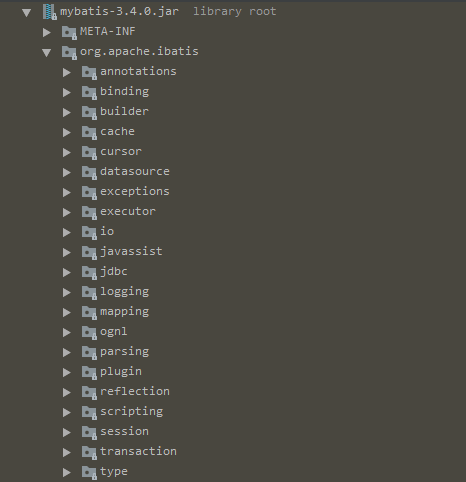 mybatis-3.4.0.jar library root
META-INF
org.apache.ibatis
annotations
binding
builder
cache
cursor
datasource
exceptions
executor
io
javassist
jdbc
logging
mapping
ognl
parsing
plugin
reflection
scripting
session
transaction
type